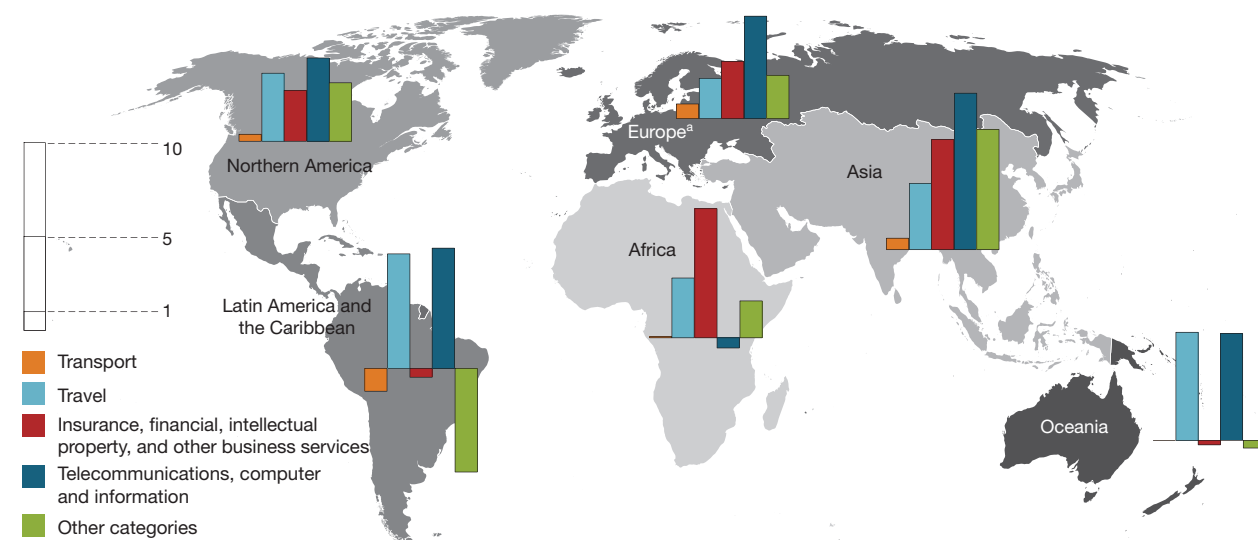 10
5
1
Northern America
Europeᵃ
Asia
Africa
Latin America and
the Caribbean
Oceania
Transport
Travel
Insurance, financial, intellectual
property, and other business services
Telecommunications, computer
and information
Other categories